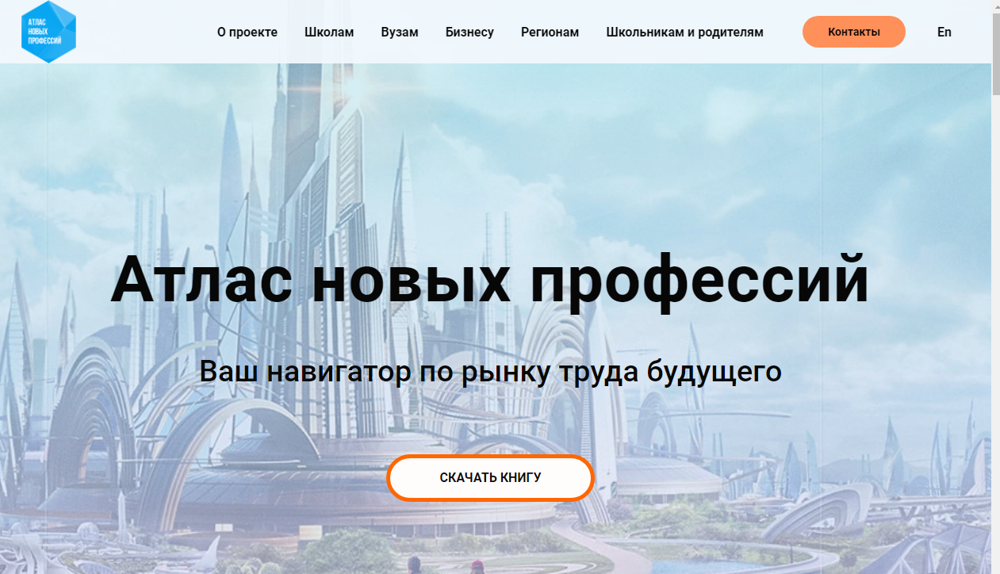 АТЛАС
НОВЫХ
ПРОФЕССИЙ
О проекте Школам Вузам Бизнесу Регионам Школьникам и родителям Контакты En
Атлас новых профессий
Ваш навигатор по рынку труда будущего
СКАЧАТЬ КНИГУ